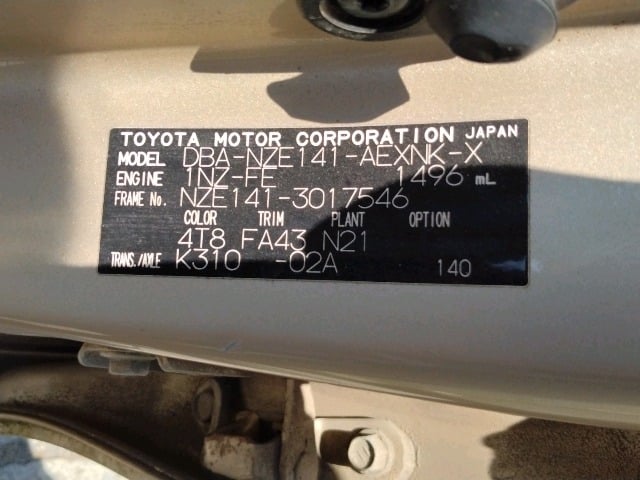 TOYOTA MOTOR CORPORATION JAPAN
MODEL DBA-NZE141-AEXNK-X
ENGINE 1NZ-FE 1496 mL
FRAME No. NZE141-3017546
COLOR TRIM PLANT OPTION
4T8 FA43 N21
TRANS./AXLE K310 -02A 140